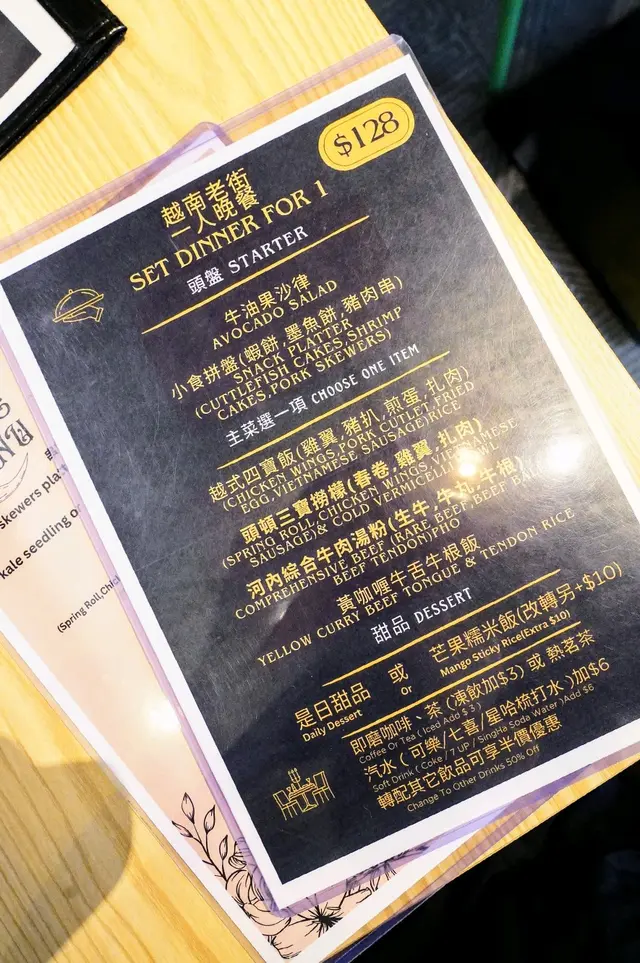 $128
越南老街
一人晚餐
SET DINNER FOR 1
頭盤 STARTER
牛油果沙律
AVOCADO SALAD
小食拼盤(蝦餅,墨魚餅,豬肉串)
SNACK PLATTER
(CUTTLEFISH CAKES,SHRIMP
CAKES,PORK SKEWERS)
主菜選一項 CHOOSE ONE ITEM
越式四寶飯(雞翼,豬扒,煎蛋,扎肉)
(CHICKEN WINGS,PORK CUTLET,FRIED
EGG,VIETNAMESE SAUSAGE)RICE
頭頓三寶撈檬(春卷,雞翼,扎肉)
(SPRING ROLL,CHICKEN WINGS,VIETNAMESE
SAUSAGE)& COLD VERMICELLI BOWL
河內綜合牛肉湯粉(生牛,牛丸,牛根)
COMPREHENSIVE BEEF (RARE BEEF,BEEF
BEEF TENDON)PHO
黃咖喱牛舌牛根飯
YELLOW CURRY BEEF TONGUE & TENDON RICE
甜品 DESSERT
是日甜品 或 芒果糯米飯(改轉另+$10)
Daily Dessert Or Mango Sticky Rice(Extra $10)
即磨咖啡、茶 (凍飲加$3) 或 熱茗茶
Coffee Or Tea ( Iced Add $ 3 )
汽水 ( 可樂/七喜/星哈梳打水 )加$6
Soft Drink ( Coke / 7 UP / SingHa Soda Water )Add $6
轉配其它飲品可享半價優惠
Change To Other Drinks 50% Off
skewers
kale seedling
(Spring Roll,Chic